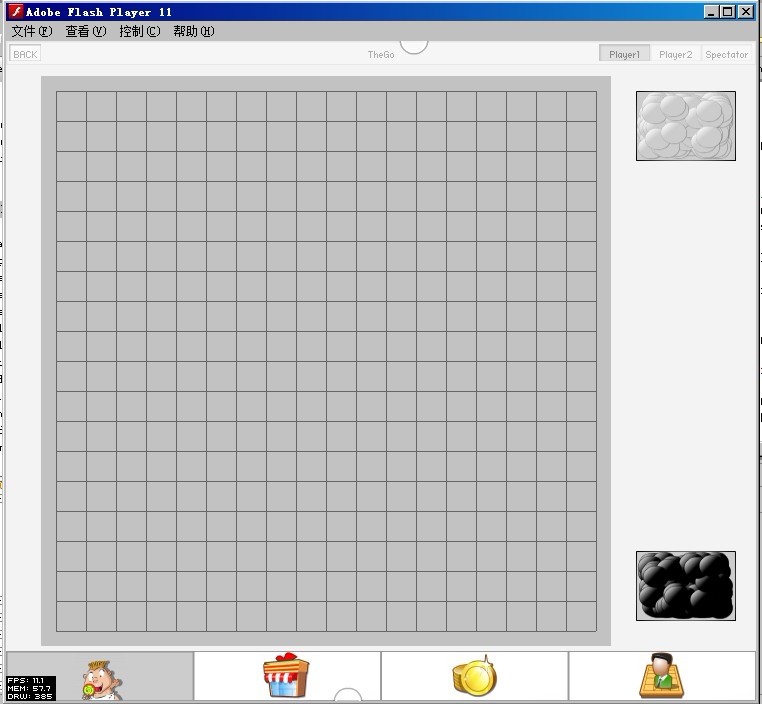 Adobe Flash Player 11
文件(F) 查看(V) 控制(C) 帮助(H)
BACK TheGo Player1 Player2 Spectator
FPS: 11.1
MEM: 57.7
DRW: 385